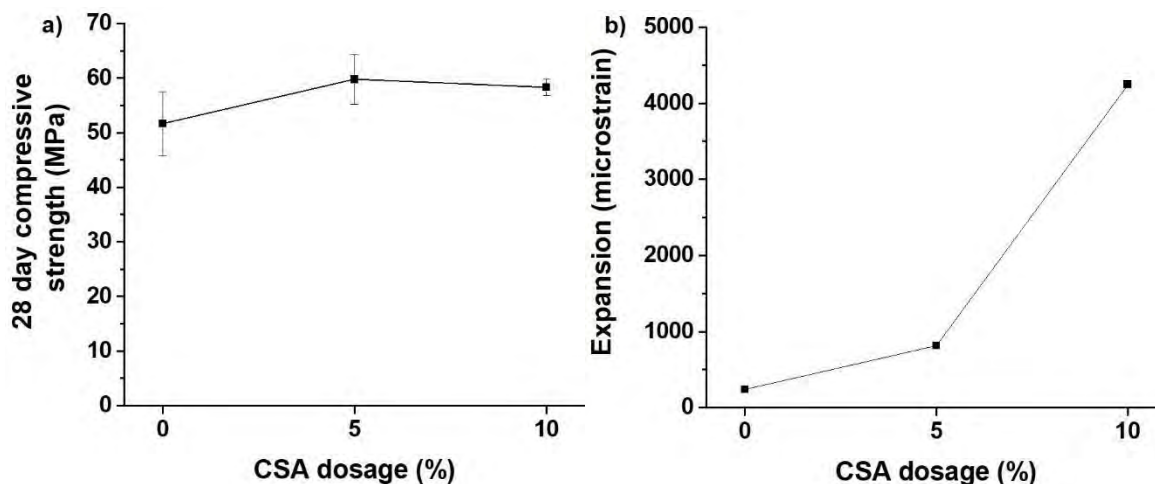 a)
28 day compressive
strength (MPa)
70
60
50
40
30
20
10
0
0 5 10
CSA dosage (%)
b)
Expansion (microstrain)
5000
4000
3000
2000
1000
0
0 5 10
CSA dosage (%)